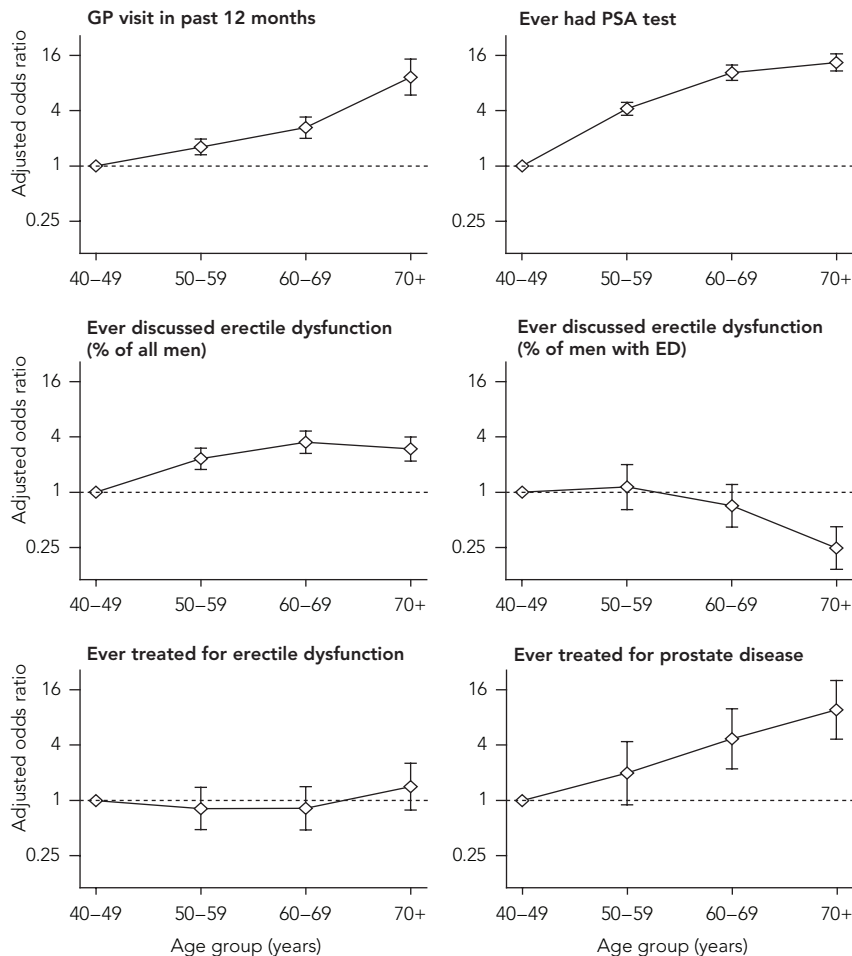 GP visit in past 12 months
Adjusted odds ratio
16
4
1
0.25
40–49 50–59 60–69 70+
Ever had PSA test
16
4
1
0.25
40–49 50–59 60–69 70+
Ever discussed erectile dysfunction
(% of all men)
Adjusted odds ratio
16
4
1
0.25
40–49 50–59 60–69 70+
Ever discussed erectile dysfunction
(% of men with ED)
16
4
1
0.25
40–49 50–59 60–69 70+
Ever treated for erectile dysfunction
Adjusted odds ratio
16
4
1
0.25
40–49 50–59 60–69 70+
Age group (years)
Ever treated for prostate disease
16
4
1
0.25
40–49 50–59 60–69 70+
Age group (years)